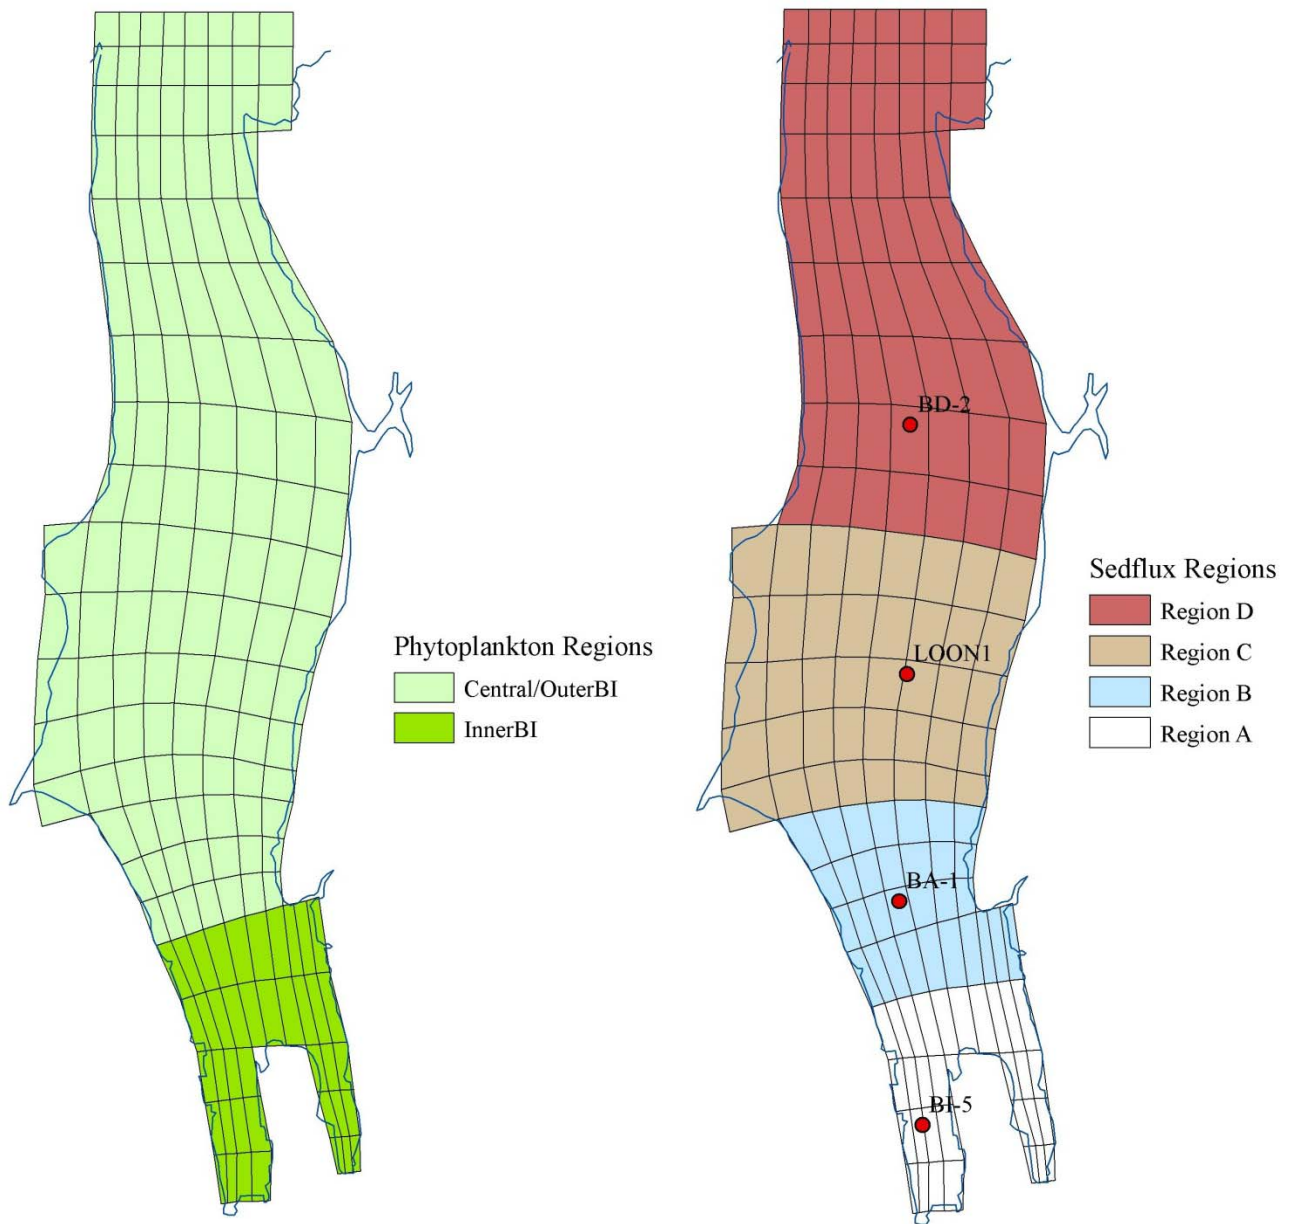 Phytoplankton Regions
Central/OuterBI
InnerBI
BD-2
LOON1
BA-1
BI-5
Sedflux Regions
Region D
Region C
Region B
Region A